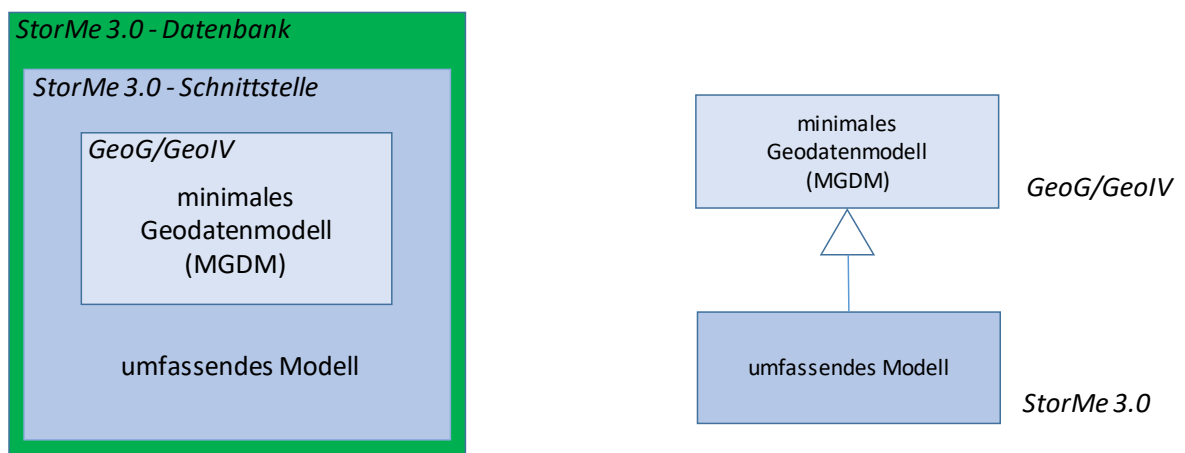 StorMe 3.0 - Datenbank
StorMe 3.0 - Schnittstelle
GeoG/GeoIV
minimales
Geodatenmodell
(MGDM)
umfassendes Modell
minimales
Geodatenmodell
(MGDM)
GeoG/GeoIV
umfassendes Modell
StorMe 3.0